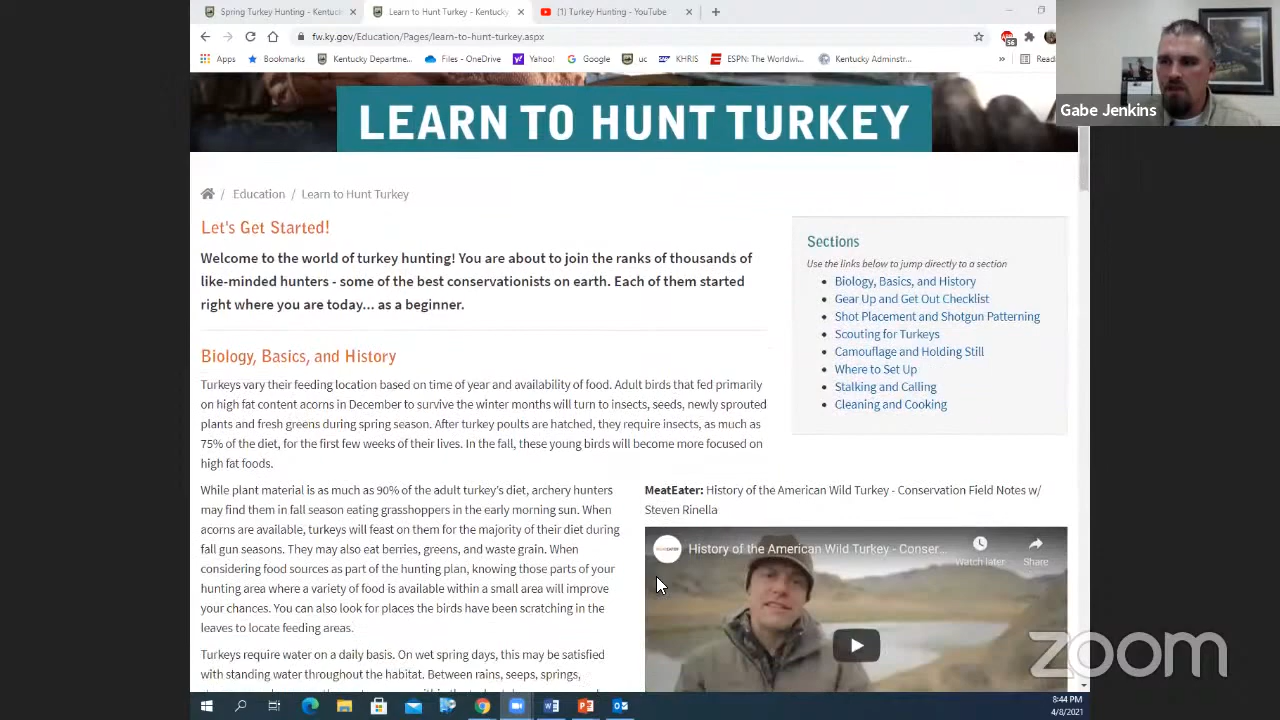 Spring Turkey Hunting - Kentuck
Learn to Hunt Turkey - Kentucky
(1) Turkey Hunting - YouTube
fw.ky.gov/Education/Pages/learn-to-hunt-turkey.aspx
56
Apps
Bookmarks
Kentucky Departme...
Files - OneDrive
Yahoo!
Google
uc
KHRIS
ESPN: The Worldwi...
Kentucky Adminstr...
»
Gabe Jenkins
LEARN TO HUNT TURKEY
/ Education / Learn to Hunt Turkey
Let's Get Started!
Welcome to the world of turkey hunting! You are about to join the ranks of thousands of
like-minded hunters - some of the best conservationists on earth. Each of them started
right where you are today... as a beginner.
Sections
Use the links below to jump directly to a section
Biology, Basics, and History
Gear Up and Get Out Checklist
Shot Placement and Shotgun Patterning
Scouting for Turkeys
Camouflage and Holding Still
Where to Set Up
Stalking and Calling
Cleaning and Cooking
Biology, Basics, and History
Turkeys vary their feeding location based on time of year and availability of food. Adult birds that fed primarily
on high fat content acorns in December to survive the winter months will turn to insects, seeds, newly sprouted
plants and fresh greens during spring season. After turkey poults are hatched, they require insects, as much as
75% of the diet, for the first few weeks of their lives. In the fall, these young birds will become more focused on
high fat foods.
While plant material is as much as 90% of the adult turkey's diet, archery hunters
may find them in fall season eating grasshoppers in the early morning sun. When
acorns are available, turkeys will feast on them for the majority of their diet during
fall gun seasons. They may also eat berries, greens, and waste grain. When
considering food sources as part of the hunting plan, knowing those parts of your
hunting area where a variety of food is available within a small area will improve
your chances. You can also look for places the birds have been scratching in the
leaves to locate feeding areas.
Turkeys require water on a daily basis. On wet spring days, this may be satisfied
with standing water throughout the habitat. Between rains, seeps, springs,
MeatEater: History of the American Wild Turkey - Conservation Field Notes w/
Steven Rinella
History of the American Wild Turkey - Conser...
Watch later
Share
zoom
8:44 PM
4/8/2021